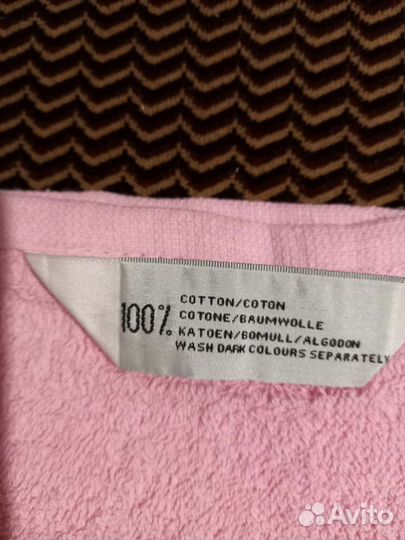 100%
COTTON/COTON
COTONE/BAUMWOLLE
KATOEN/BOMULL/ALGODON
WASH DARK COLOURS SEPARATELY
Avito